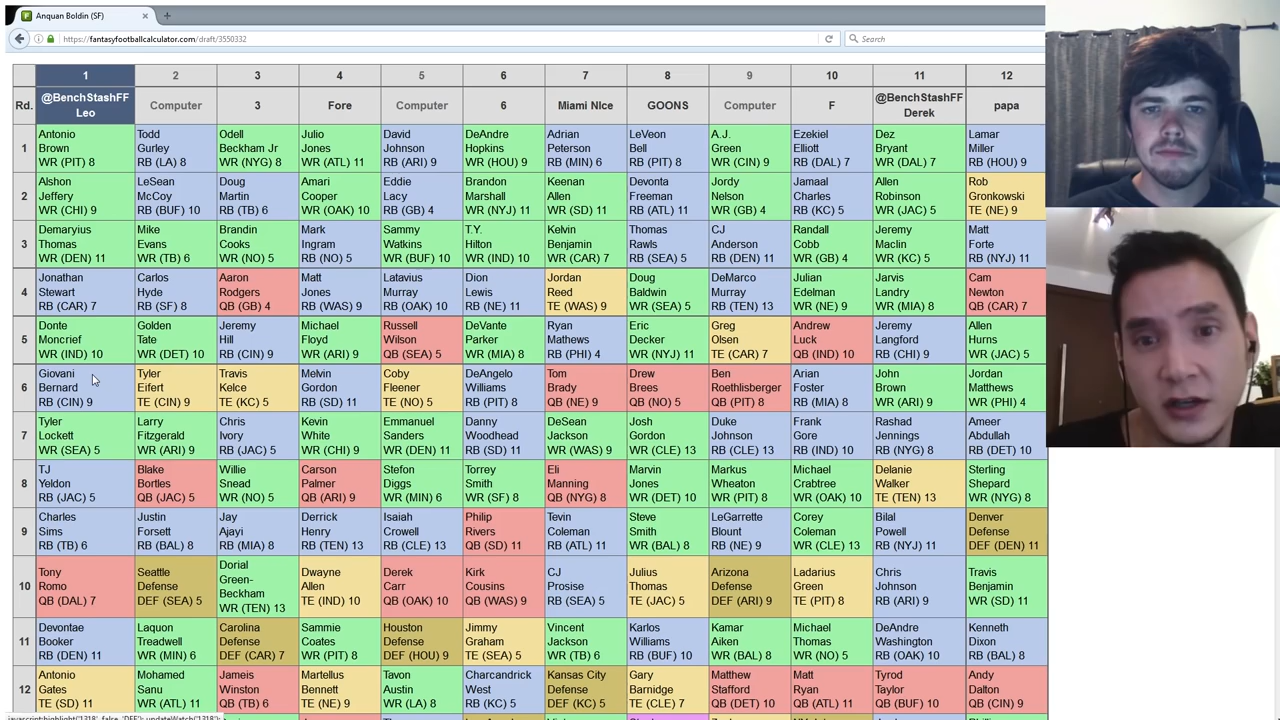 Anquan Boldin (SF)
https://fantasyfootballcalculator.com/draft/3550332
Search
1 2 3 4 5 6 7 8 9 10 11 12
Rd. @BenchStashFF Leo Computer 3 Fore Computer 6 Miami NIce GOONS Computer F @BenchStashFF Derek papa
1 Antonio Brown WR (PIT) 8 Todd Gurley RB (LA) 8 Odell Beckham Jr WR (NYG) 8 Julio Jones WR (ATL) 11 David Johnson RB (ARI) 9 DeAndre Hopkins WR (HOU) 9 Adrian Peterson RB (MIN) 6 LeVeon Bell RB (PIT) 8 A.J. Green WR (CIN) 9 Ezekiel Elliott RB (DAL) 7 Dez Bryant WR (DAL) 7 Lamar Miller RB (HOU) 9
2 Alshon Jeffery WR (CHI) 9 LeSean McCoy RB (BUF) 10 Doug Martin RB (TB) 6 Amari Cooper WR (OAK) 10 Eddie Lacy RB (GB) 4 Brandon Marshall WR (NYJ) 11 Keenan Allen WR (SD) 11 Devonta Freeman RB (ATL) 11 Jordy Nelson WR (GB) 4 Jamaal Charles RB (KC) 5 Allen Robinson WR (JAC) 5 Rob Gronkowski TE (NE) 9
3 Demaryius Thomas WR (DEN) 11 Mike Evans WR (TB) 6 Brandin Cooks WR (NO) 5 Mark Ingram RB (NO) 5 Sammy Watkins WR (BUF) 10 T.Y. Hilton WR (IND) 10 Kelvin Benjamin WR (CAR) 7 Thomas Rawls RB (SEA) 5 CJ Anderson RB (DEN) 11 Randall Cobb WR (GB) 4 Jeremy Maclin WR (KC) 5 Matt Forte RB (NYJ) 11
4 Jonathan Stewart RB (CAR) 7 Carlos Hyde RB (SF) 8 Aaron Rodgers QB (GB) 4 Matt Jones RB (WAS) 9 Latavius Murray RB (OAK) 10 Dion Lewis RB (NE) 11 Jordan Reed TE (WAS) 9 Doug Baldwin WR (SEA) 5 DeMarco Murray RB (TEN) 13 Julian Edelman WR (NE) 9 Jarvis Landry WR (MIA) 8 Cam Newton QB (CAR) 7
5 Donte Moncrief WR (IND) 10 Golden Tate WR (DET) 10 Jeremy Hill RB (CIN) 9 Michael Floyd WR (ARI) 9 Russell Wilson QB (SEA) 5 DeVante Parker WR (MIA) 8 Ryan Mathews RB (PHI) 4 Eric Decker WR (NYJ) 11 Greg Olsen TE (CAR) 7 Andrew Luck QB (IND) 10 Jeremy Langford RB (CHI) 9 Allen Hurns WR (JAC) 5
6 Giovani Bernard RB (CIN) 9 Tyler Eifert TE (CIN) 9 Travis Kelce TE (KC) 5 Melvin Gordon RB (SD) 11 Coby Fleener TE (NO) 5 DeAngelo Williams RB (PIT) 8 Tom Brady QB (NE) 9 Drew Brees QB (NO) 5 Ben Roethlisberger QB (PIT) 8 Arian Foster RB (MIA) 8 John Brown WR (ARI) 9 Jordan Matthews WR (PHI) 4
7 Tyler Lockett WR (SEA) 5 Larry Fitzgerald WR (ARI) 9 Chris Ivory RB (JAC) 5 Kevin White WR (CHI) 9 Emmanuel Sanders WR (DEN) 11 Danny Woodhead RB (SD) 11 DeSean Jackson WR (WAS) 9 Josh Gordon WR (CLE) 13 Duke Johnson RB (CLE) 13 Frank Gore RB (IND) 10 Rashad Jennings RB (NYG) 8 Ameer Abdullah RB (DET) 10
8 TJ Yeldon RB (JAC) 5 Blake Bortles QB (JAC) 5 Willie Snead WR (NO) 5 Carson Palmer QB (ARI) 9 Stefon Diggs WR (MIN) 6 Torrey Smith WR (SF) 8 Eli Manning QB (NYG) 8 Marvin Jones WR (DET) 10 Markus Wheaton WR (PIT) 8 Michael Crabtree WR (OAK) 10 Delanie Walker TE (TEN) 13 Sterling Shepard WR (NYG) 8
9 Charles Sims RB (TB) 6 Justin Forsett RB (BAL) 8 Jay Ajayi RB (MIA) 8 Derrick Henry RB (TEN) 13 Isaiah Crowell RB (CLE) 13 Philip Rivers QB (SD) 11 Tevin Coleman RB (ATL) 11 Steve Smith WR (BAL) 8 LeGarrette Blount RB (NE) 9 Corey Coleman WR (CLE) 13 Bilal Powell RB (NYJ) 11 Denver Defense DEF (DEN) 11
10 Tony Romo QB (DAL) 7 Seattle Defense DEF (SEA) 5 Dorial Green-Beckham WR (TEN) 13 Dwayne Allen TE (IND) 10 Derek Carr QB (OAK) 10 Kirk Cousins QB (WAS) 9 CJ Prosise RB (SEA) 5 Julius Thomas TE (JAC) 5 Arizona Defense DEF (ARI) 9 Ladarius Green TE (PIT) 8 Chris Johnson RB (ARI) 9 Travis Benjamin WR (SD) 11
11 Devontae Booker RB (DEN) 11 Laquon Treadwell WR (MIN) 6 Carolina Defense DEF (CAR) 7 Sammie Coates WR (PIT) 8 Houston Defense DEF (HOU) 9 Jimmy Graham TE (SEA) 5 Vincent Jackson WR (TB) 6 Karlos Williams RB (BUF) 10 Kamar Aiken WR (BAL) 8 Michael Thomas WR (NO) 5 DeAndre Washington RB (OAK) 10 Kenneth Dixon RB (BAL) 8
12 Antonio Gates TE (SD) 11 Mohamed Sanu WR (ATL) 11 Jameis Winston QB (TB) 6 Martellus Bennett TE (NE) 9 Tavon Austin WR (LA) 8 Charcandrick West RB (KC) 5 Kansas City Defense DEF (KC) 5 Gary Barnidge TE (CLE) 7 Matthew Stafford QB (DET) 10 Matt Ryan QB (ATL) 11 Tyrod Taylor QB (BUF) 10 Andy Dalton QB (CIN) 9